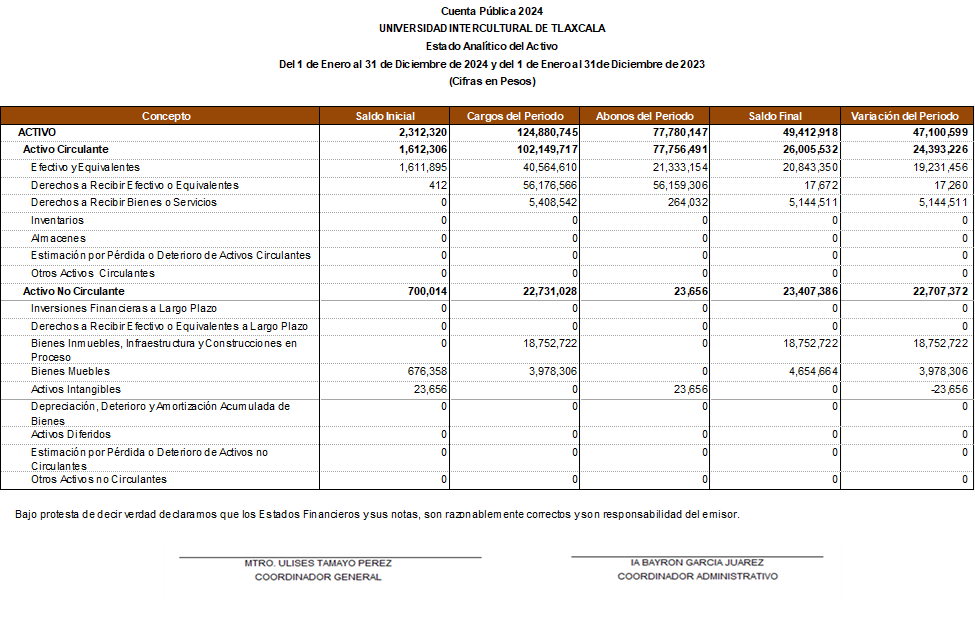 Cuenta Pública 2024
UNIVERSIDAD INTERCULTURAL DE TLAXCALA
Estado Analítico del Activo
Del 1 de Enero al 31 de Diciembre de 2024 y del 1 de Enero al 31de Diciembre de 2023
(Cifras en Pesos)
Concepto Saldo Inicial Cargos del Periodo Abonos del Periodo Saldo Final Variación del Periodo
ACTIVO 2,312,320 124,880,745 77,780,147 49,412,918 47,100,599
Activo Circulante 1,612,306 102,149,717 77,756,491 26,005,532 24,393,226
Efectivo y Equivalentes 1,611,895 40,564,610 21,333,154 20,843,350 19,231,456
Derechos a Recibir Efectivo o Equivalentes 412 56,176,566 56,159,306 17,672 17,260
Derechos a Recibir Bienes o Servicios 0 5,408,542 264,032 5,144,511 5,144,511
Inventarios 0 0 0 0 0
Almacenes 0 0 0 0 0
Estimación por Pérdida o Deterioro de Activos Circulantes 0 0 0 0 0
Otros Activos Circulantes 0 0 0 0 0
Activo No Circulante 700,014 22,731,028 23,656 23,407,386 22,707,372
Inversiones Financieras a Largo Plazo 0 0 0 0 0
Derechos a Recibir Efectivo o Equivalentes a Largo Plazo 0 0 0 0 0
Bienes Inmuebles, Infraestructura y Construcciones en 0 18,752,722 0 18,752,722 18,752,722
Proceso
Bienes Muebles 676,358 3,978,306 0 4,654,664 3,978,306
Activos Intangibles 23,656 0 23,656 0 -23,656
Depreciación, Deterioro y Amortización Acumulada de 0 0 0 0 0
Bienes
Activos Diferidos 0 0 0 0 0
Estimación por Pérdida o Deterioro de Activos no 0 0 0 0 0
Circulantes
Otros Activos no Circulantes 0 0 0 0 0
Bajo protesta de decir verdad declaramos que los Estados Financieros y sus notas, son razonablemente correctos y son responsabilidad del emisor.
MTRO. ULISES TAMAYO PEREZ IA BAYRON GARCIA JUAREZ
COORDINADOR GENERAL COORDINADOR ADMINISTRATIVO